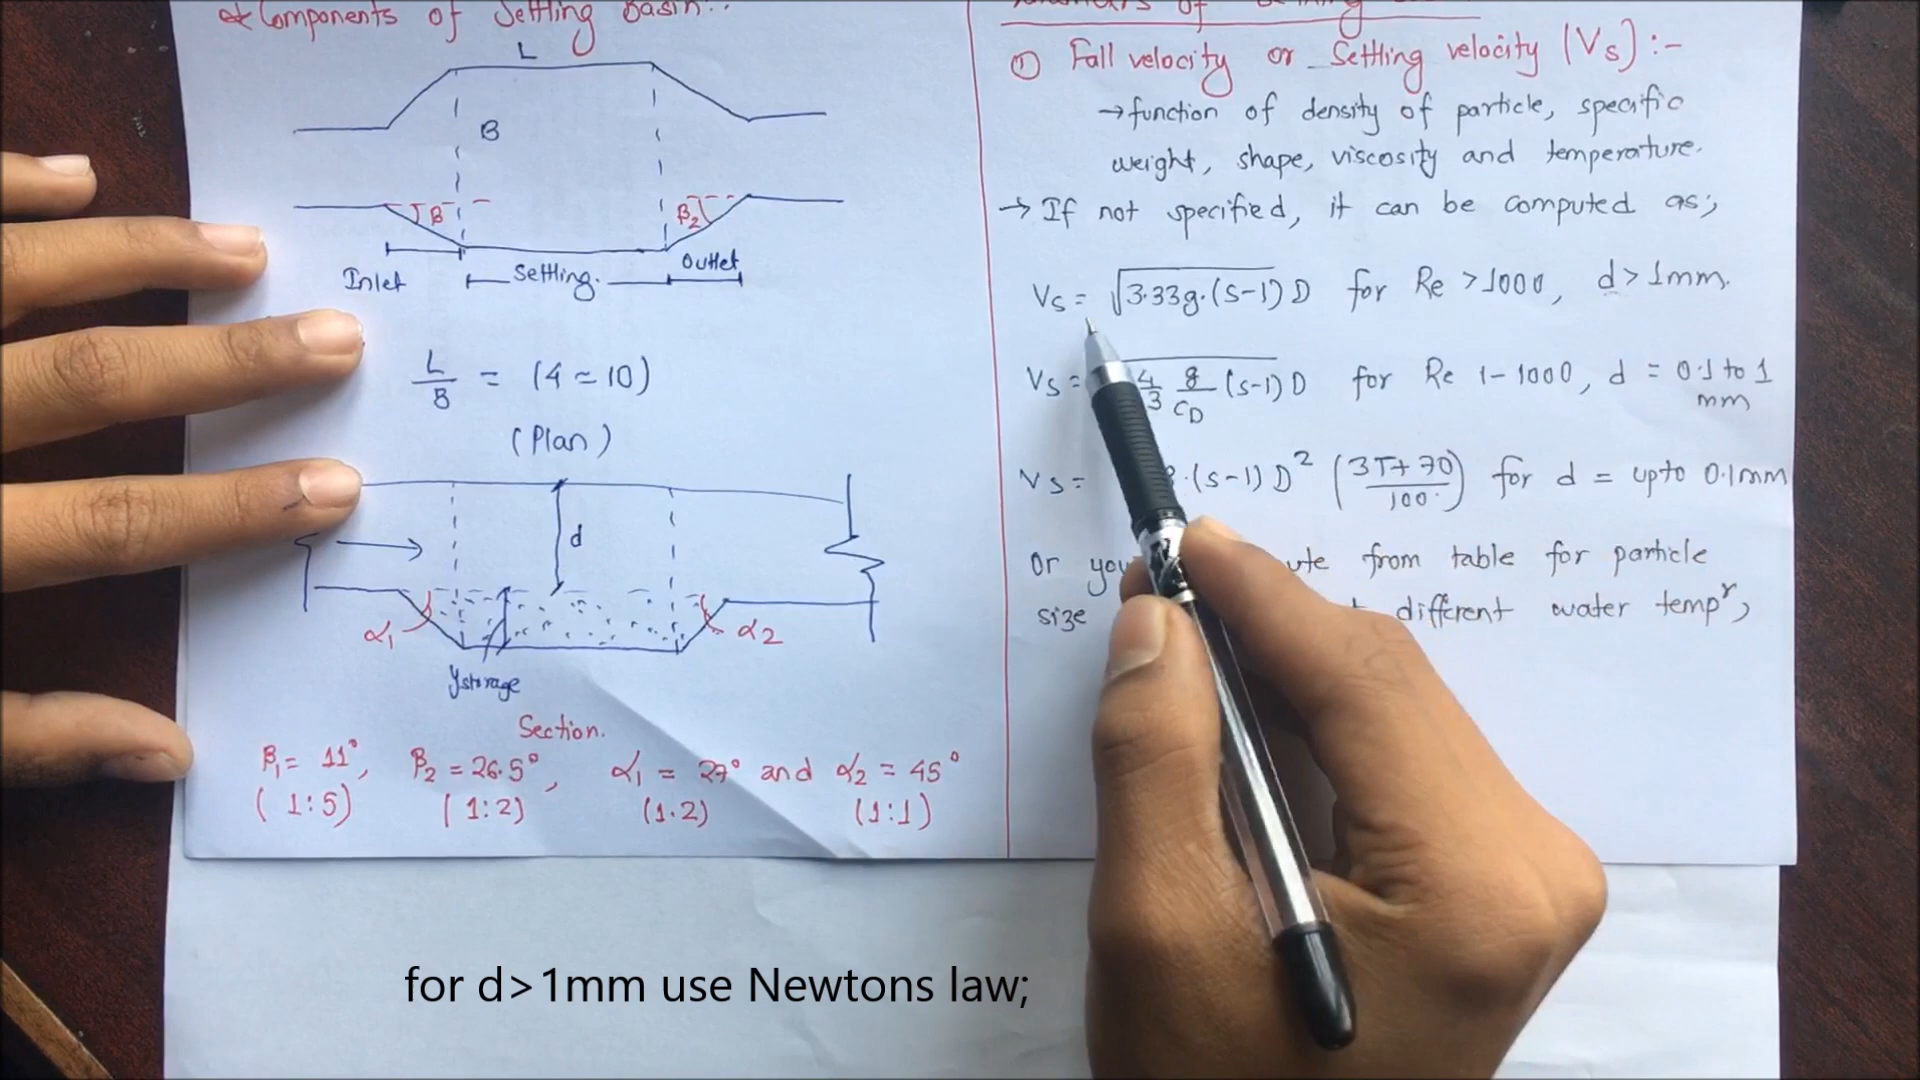 * Components of Settling Basin:-
L
B
B
B2
Inlet
Settling.
Outlet
L/B = (4 ≃ 10)
(Plan)
d
α1
α2
Ystorage
Section.
β1 = 11°, β2 = 26.5°, α1 = 27° and α2 = 45°
(1:5) (1:2) (1:2) (1:1)
of
① Fall velocity or Settling velocity (Vs) :-
→ function of density of particle, specific
weight, shape, viscosity and temperature.
→ If not specified, it can be computed as;
Vs = √3.33g.(S-1)D for Re >1000, d > 1mm.
Vs = 4/3 g/CD (s-1) D for Re 1-1000, d = 0.1 to 1
mm
Vs = .(s-1) D² (3T+70/100) for d = upto 0.1mm
Or you from table for particle
size different water tempr,
for d>1mm use Newtons law;